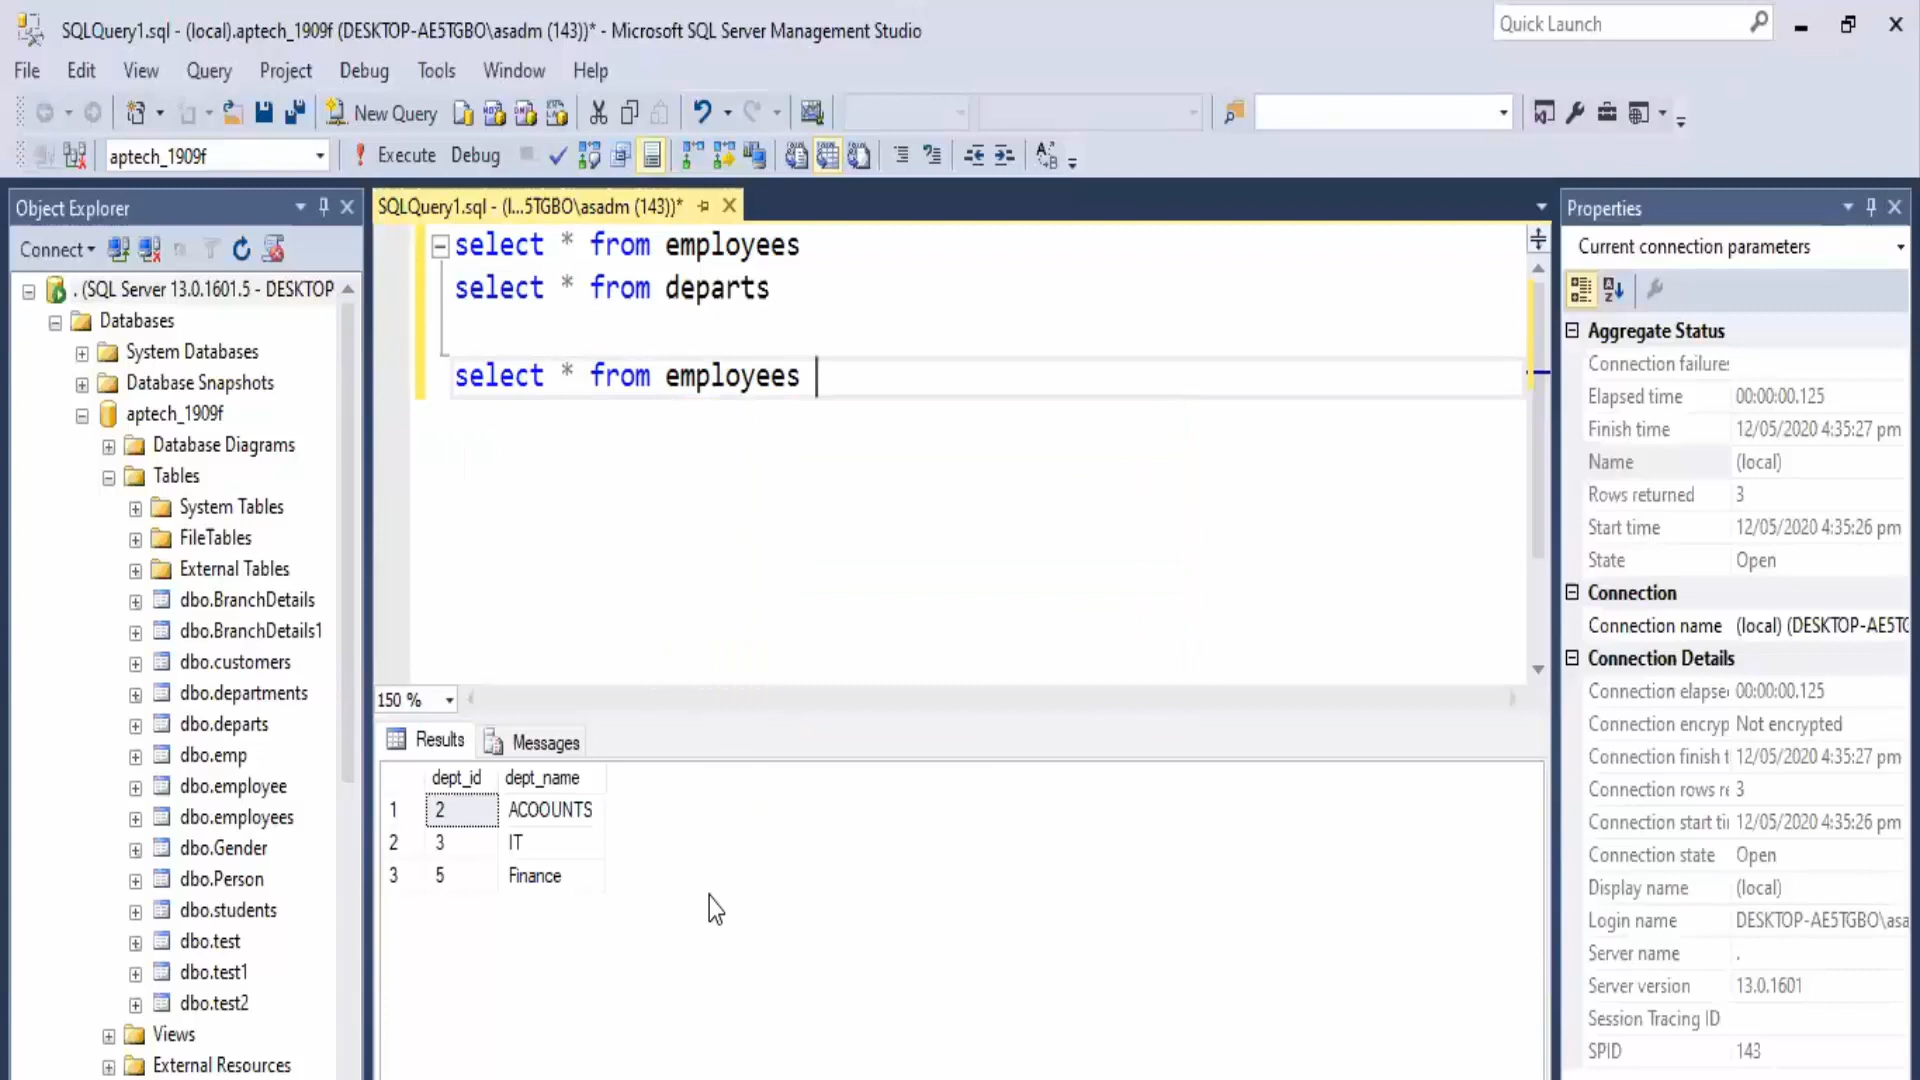 SQLQuery1.sql - (local).aptech_1909f (DESKTOP-AE5TGBO\asadm (143))* - Microsoft SQL Server Management Studio
Quick Launch
File Edit View Query Project Debug Tools Window Help
New Query
aptech_1909f
Execute Debug
Object Explorer
Connect
. (SQL Server 13.0.1601.5 - DESKTOP
Databases
System Databases
Database Snapshots
aptech_1909f
Database Diagrams
Tables
System Tables
FileTables
External Tables
dbo.BranchDetails
dbo.BranchDetails1
dbo.customers
dbo.departments
dbo.departs
dbo.emp
dbo.employee
dbo.employees
dbo.Gender
dbo.Person
dbo.students
dbo.test
dbo.test1
dbo.test2
Views
External Resources
SQLQuery1.sql - (l...5TGBO\asadm (143))*
select * from employees
select * from departs
select * from employees
150 %
Results Messages
dept_id dept_name
1 2 ACOOUNTS
2 3 IT
3 5 Finance
Properties
Current connection parameters
Aggregate Status
Connection failures
Elapsed time 00:00:00.125
Finish time 12/05/2020 4:35:27 pm
Name (local)
Rows returned 3
Start time 12/05/2020 4:35:26 pm
State Open
Connection
Connection name (local) (DESKTOP-AE5TG
Connection Details
Connection elapse 00:00:00.125
Connection encryp Not encrypted
Connection finish t 12/05/2020 4:35:27 pm
Connection rows re 3
Connection start tii 12/05/2020 4:35:26 pm
Connection state Open
Display name (local)
Login name DESKTOP-AE5TGBO\asa
Server name .
Server version 13.0.1601
Session Tracing ID
SPID 143